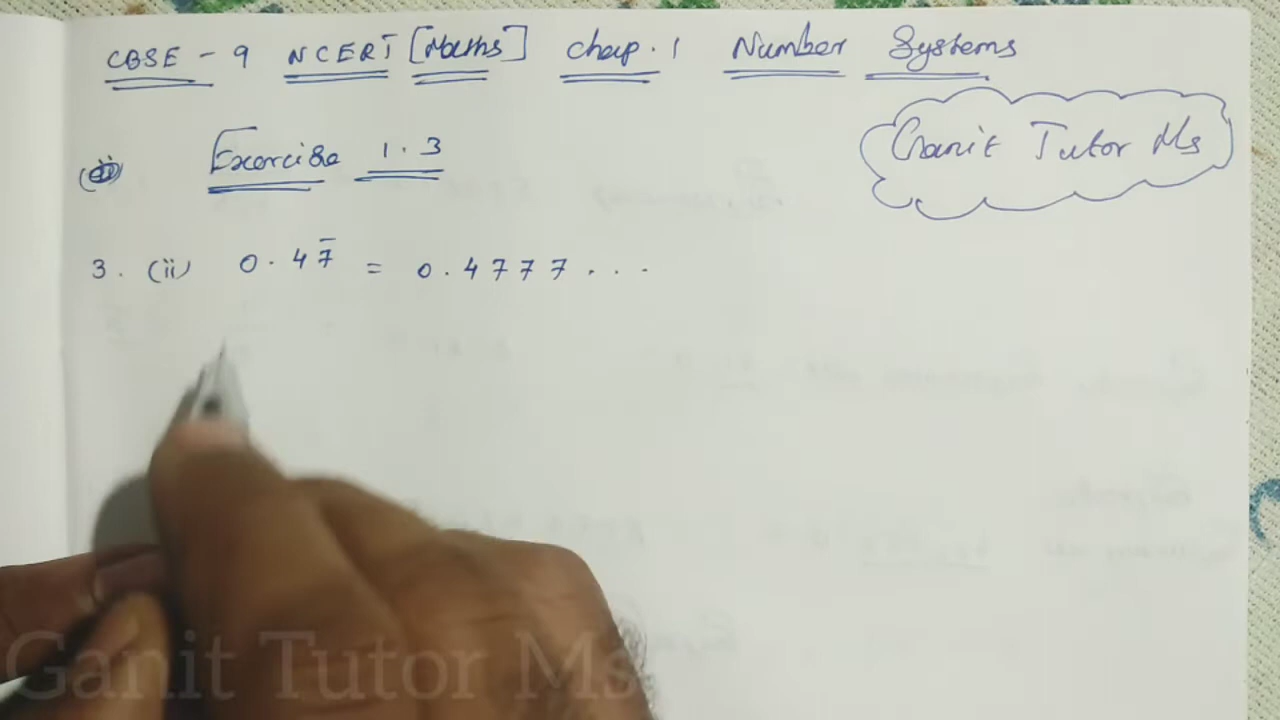 CBSE - 9 NCERT [Maths] Chap. 1 Number Systems
Ganit Tutor Ms
(ii) Exercise 1.3
3. (ii) 0.47̅ = 0.4777...
Ganit Tutor Ms